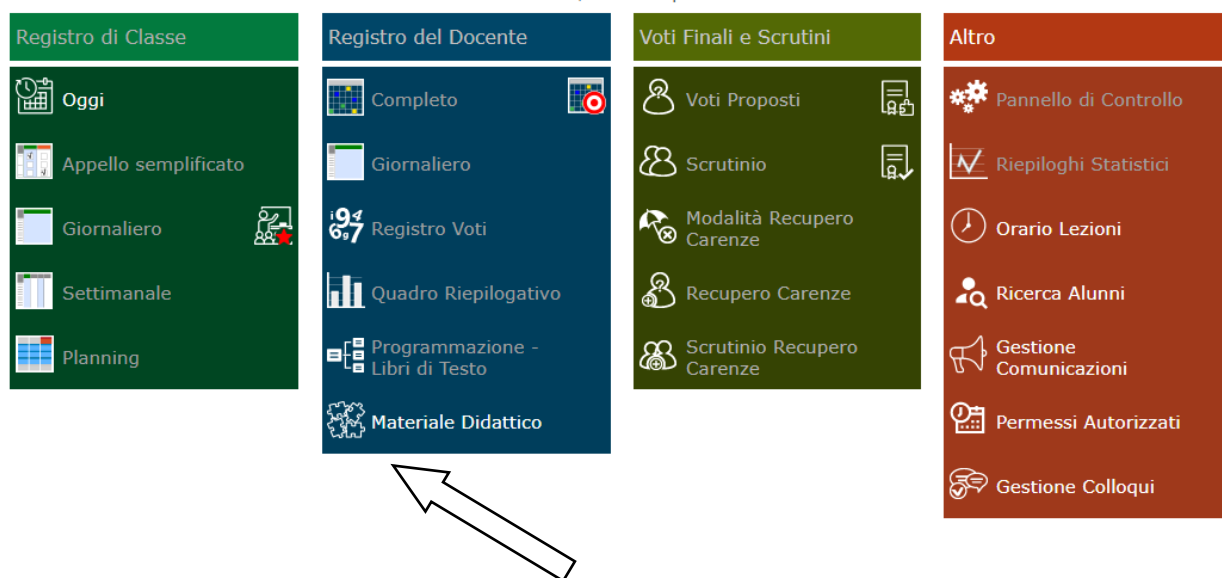 Registro di Classe
Oggi
Appello semplificato
Giornaliero
Settimanale
Planning
Registro del Docente
Completo
Giornaliero
Registro Voti
Quadro Riepilogativo
Programmazione -
Libri di Testo
Materiale Didattico
Voti Finali e Scrutini
Voti Proposti
Scrutinio
Modalità Recupero
Carenze
Recupero Carenze
Scrutinio Recupero
Carenze
Altro
Pannello di Controllo
Riepiloghi Statistici
Orario Lezioni
Ricerca Alunni
Gestione
Comunicazioni
Permessi Autorizzati
Gestione Colloqui